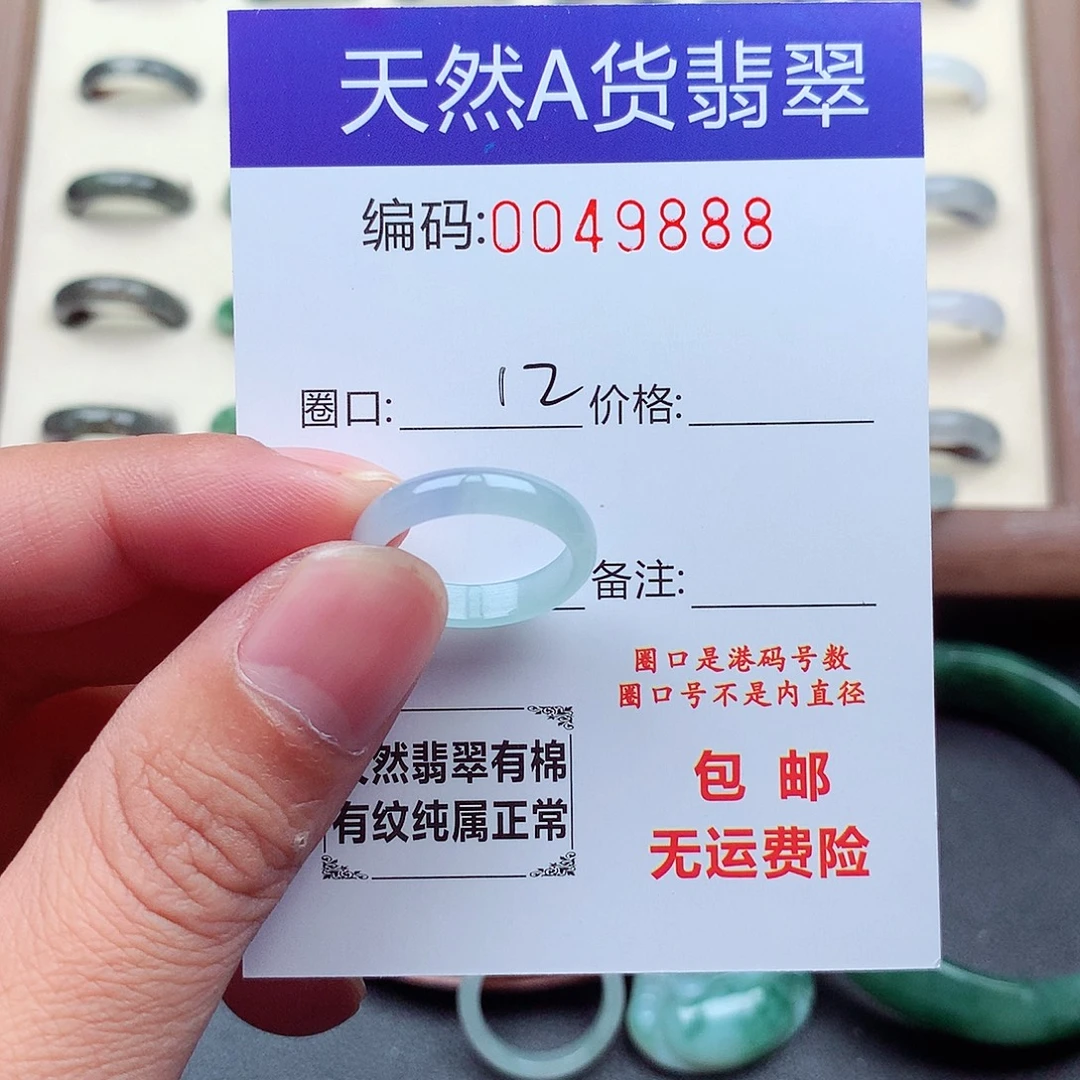 天然A货翡翠
编码:0049888
圈口: 12 价格:
备注:
圈口是港码号数
圈口号不是内直径
然翡翠有棉
有纹纯属正常
包 邮
无运费险